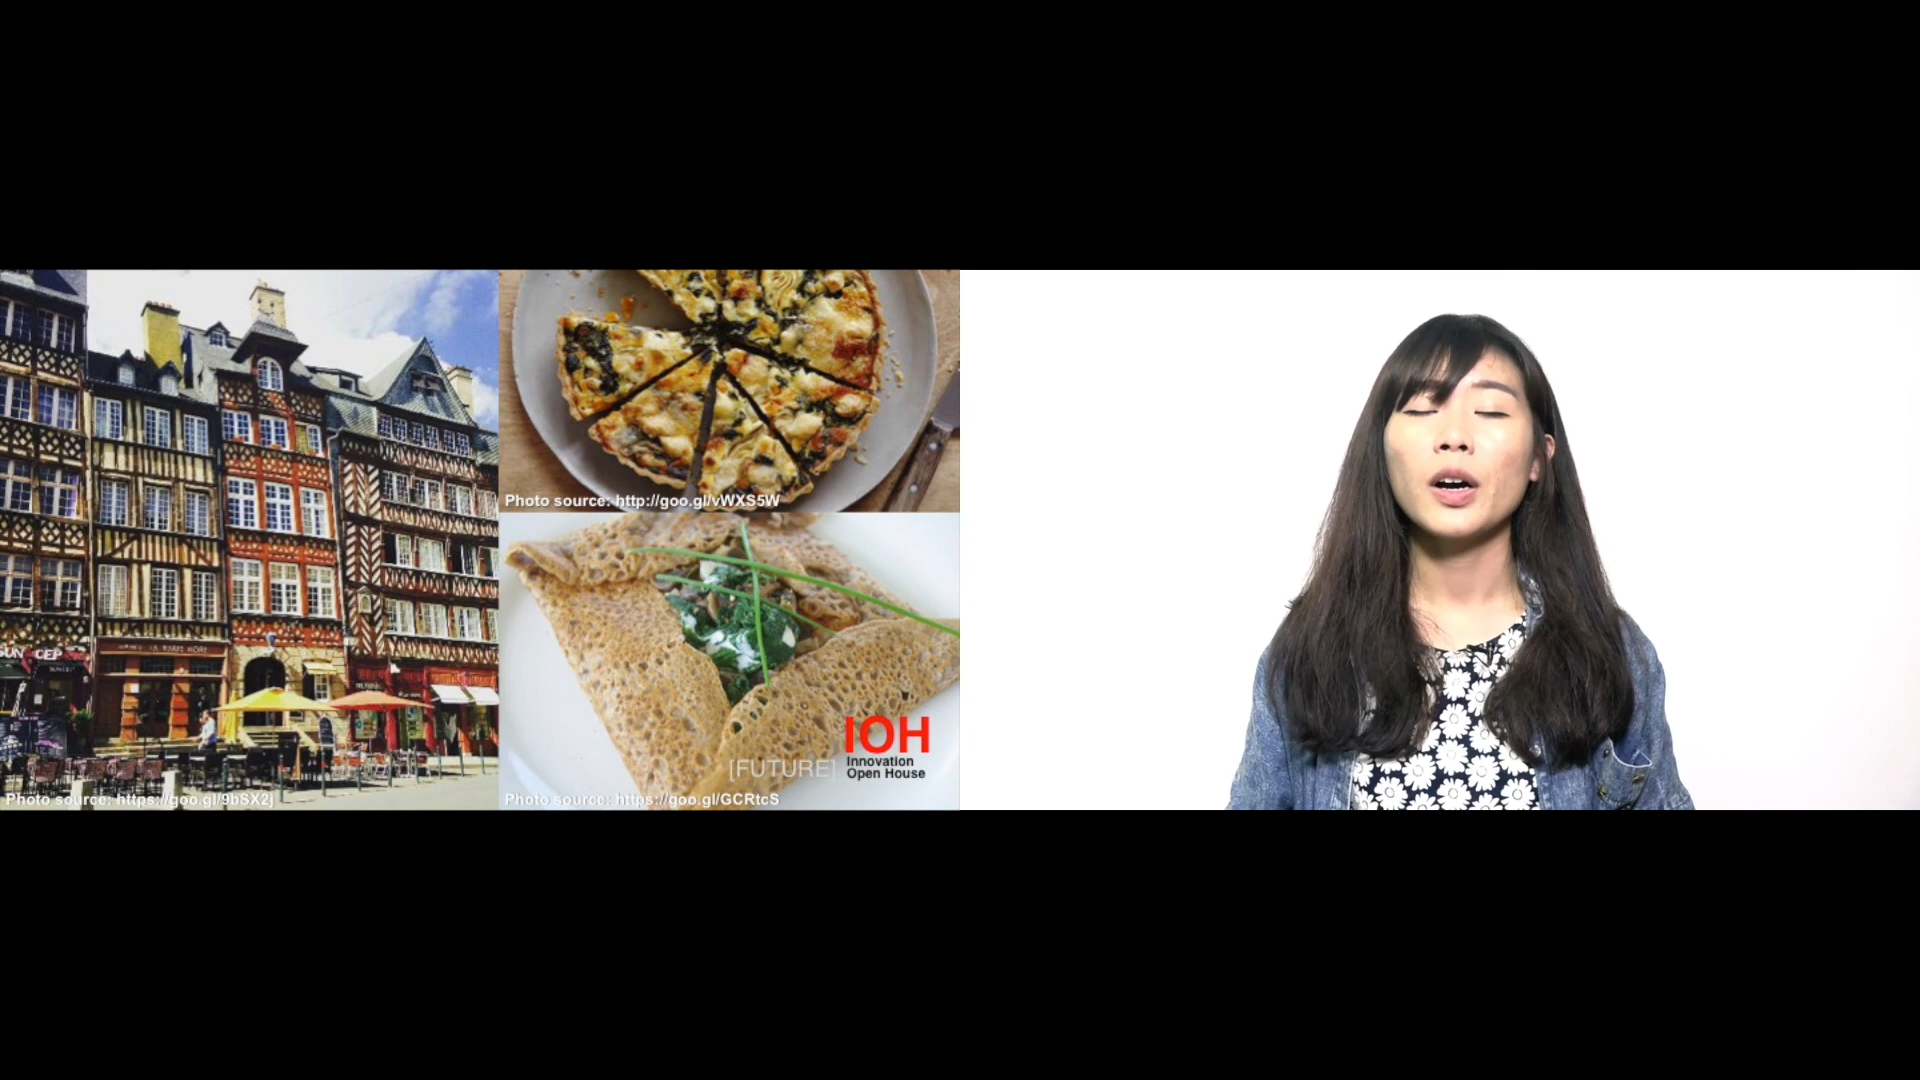 Photo source: https://goo.gl/9bSX2j
Photo source: http://goo.gl/vWXS5W
[FUTURE]
IOH
Innovation
Open House
Photo source: https://goo.gl/GCRtcS